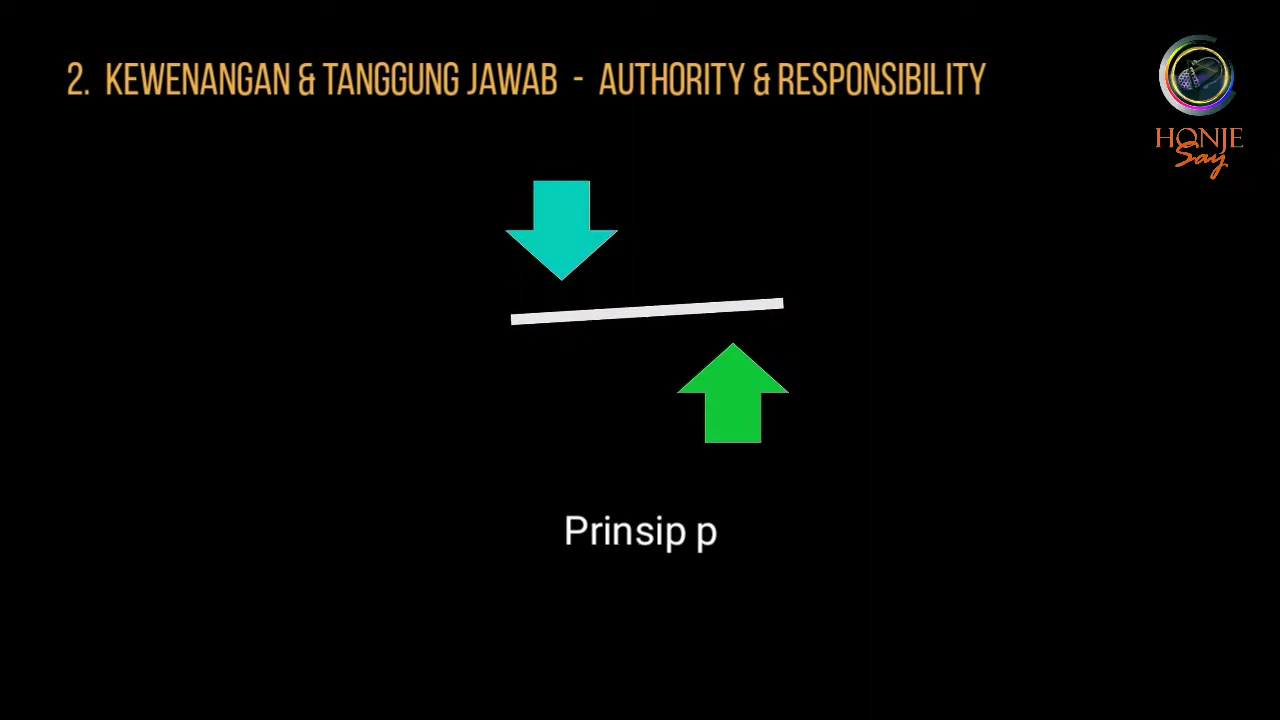 2. KEWENANGAN & TANGGUNG JAWAB - AUTHORITY & RESPONSIBILITY
HONJE
Say
Prinsip p